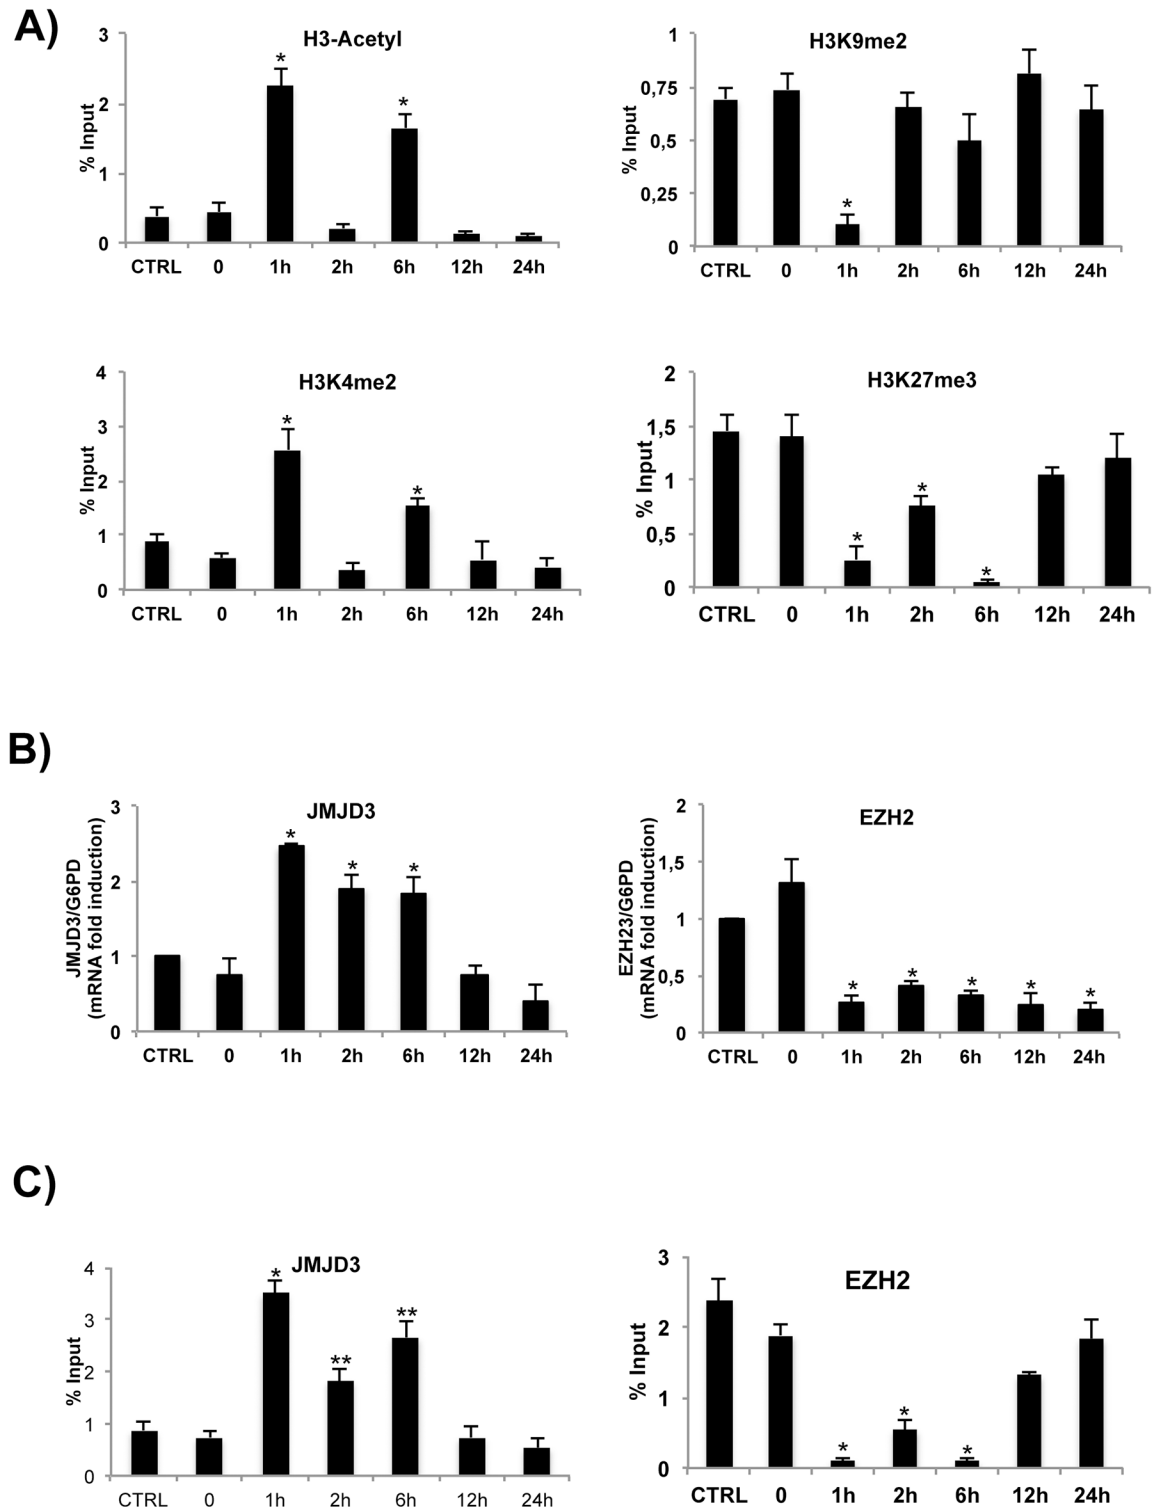 A)
H3-Acetyl
% Input
3
2
1
0
* *
CTRL 0 1h 2h 6h 12h 24h
H3K9me2
% Input
1
0,75
0,5
0,25
0
*
CTRL 0 1h 2h 6h 12h 24h
H3K4me2
% Input
4
3
2
1
0
* *
CTRL 0 1h 2h 6h 12h 24h
H3K27me3
% Input
2
1,5
1
0,5
0
* * *
CTRL 0 1h 2h 6h 12h 24h
B)
JMJD3
JMJD3/G6PD
(mRNA fold induction)
3
2
1
0
* * *
CTRL 0 1h 2h 6h 12h 24h
EZH2
EZH23/G6PD
(mRNA fold induction)
2
1,5
1
0,5
0
* * * * *
CTRL 0 1h 2h 6h 12h 24h
C)
JMJD3
% Input
4
3
2
1
0
* ** **
CTRL 0 1h 2h 6h 12h 24h
EZH2
% Input
3
2
1
0
* * *
CTRL 0 1h 2h 6h 12h 24h